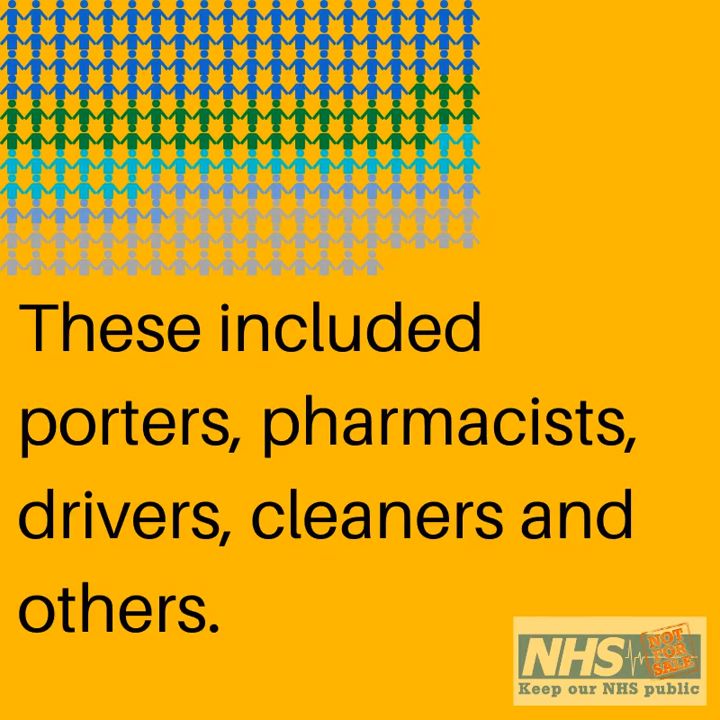 These included
porters, pharmacists,
drivers, cleaners and
others.
NHS
NOT
FOR
SALE
Keep our NHS public